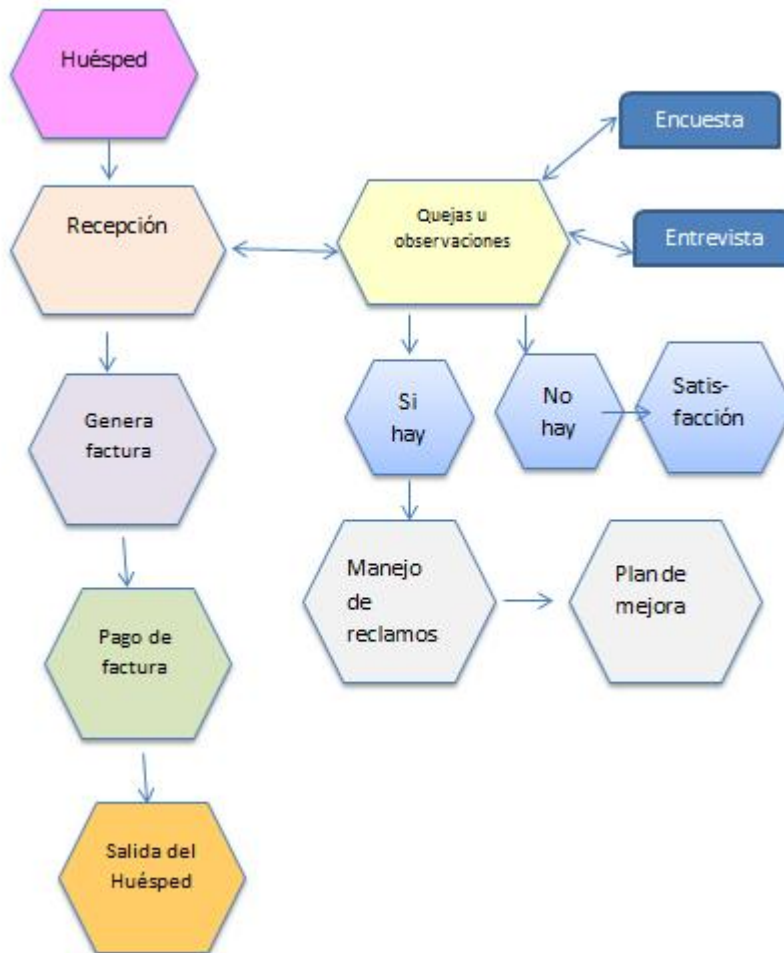 Huésped
Recepción
Genera
factura
Pago de
factura
Salida del
Huésped
Quejas u
observaciones
Encuesta
Entrevista
Si
hay
No
hay
Satis-
facción
Manejo
de
reclamos
Plan de
mejora